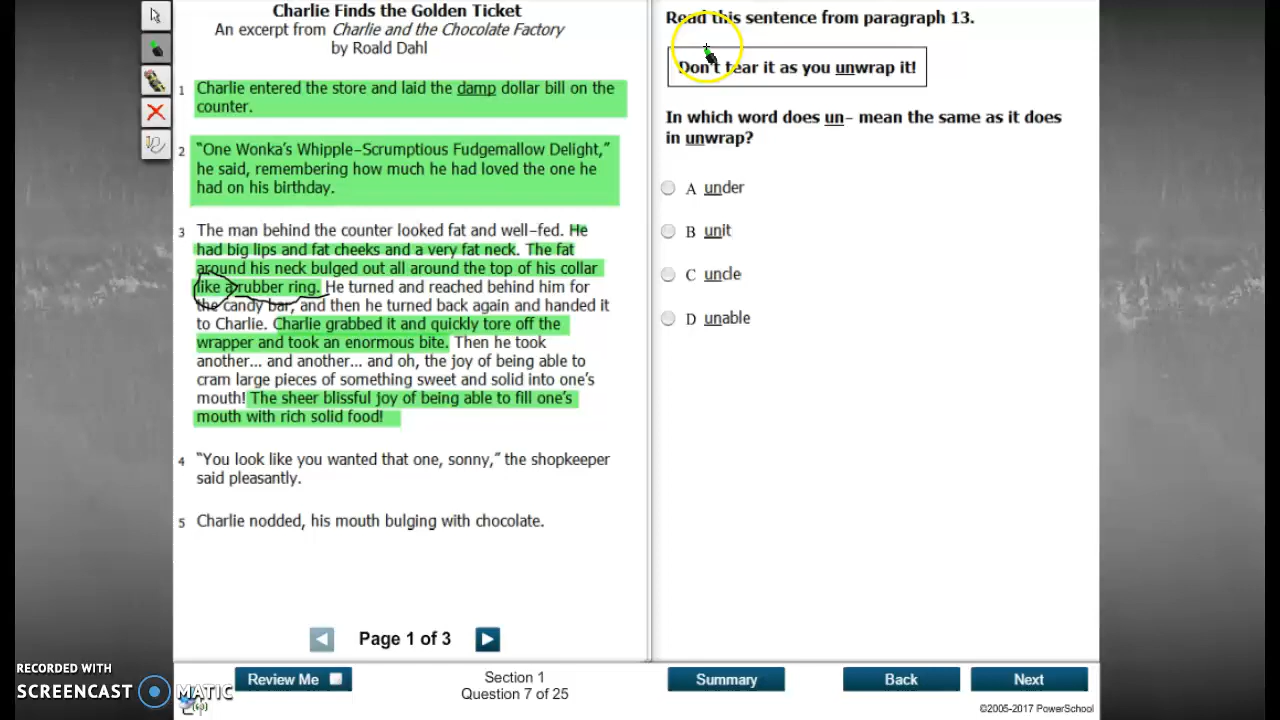 Charlie Finds the Golden Ticket
An excerpt from Charlie and the Chocolate Factory
by Roald Dahl
1 Charlie entered the store and laid the damp dollar bill on the
counter.
2 “One Wonka’s Whipple-Scrumptious Fudgemallow Delight,”
he said, remembering how much he had loved the one he
had on his birthday.
3 The man behind the counter looked fat and well-fed. He
had big lips and fat cheeks and a very fat neck. The fat
around his neck bulged out all around the top of his collar
like a rubber ring. He turned and reached behind him for
the candy bar, and then he turned back again and handed it
to Charlie. Charlie grabbed it and quickly tore off the
wrapper and took an enormous bite. Then he took
another... and another... and oh, the joy of being able to
cram large pieces of something sweet and solid into one’s
mouth! The sheer blissful joy of being able to fill one’s
mouth with rich solid food!
4 “You look like you wanted that one, sonny,” the shopkeeper
said pleasantly.
5 Charlie nodded, his mouth bulging with chocolate.
Page 1 of 3
Read this sentence from paragraph 13.
Don’t tear it as you unwrap it!
In which word does un- mean the same as it does
in unwrap?
A under
B unit
C uncle
D unable
Review Me
Section 1
Question 7 of 25
Summary
Back
Next
©2005-2017 PowerSchool
RECORDED WITH
SCREENCAST MATIC